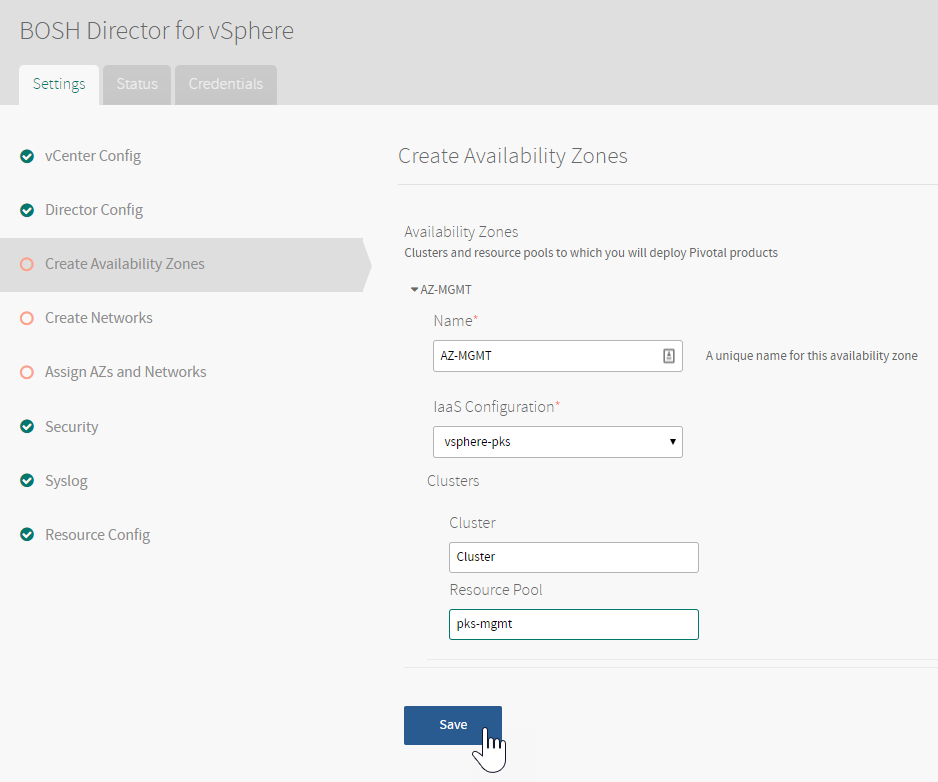 BOSH Director for vSphere
Settings
Status
Credentials
vCenter Config
Director Config
Create Availability Zones
Create Networks
Assign AZs and Networks
Security
Syslog
Resource Config
Create Availability Zones
Availability Zones
Clusters and resource pools to which you will deploy Pivotal products
AZ-MGMT
Name*
AZ-MGMT
A unique name for this availability zone
IaaS Configuration*
vsphere-pks
Clusters
Cluster
Cluster
Resource Pool
pks-mgmt
Save